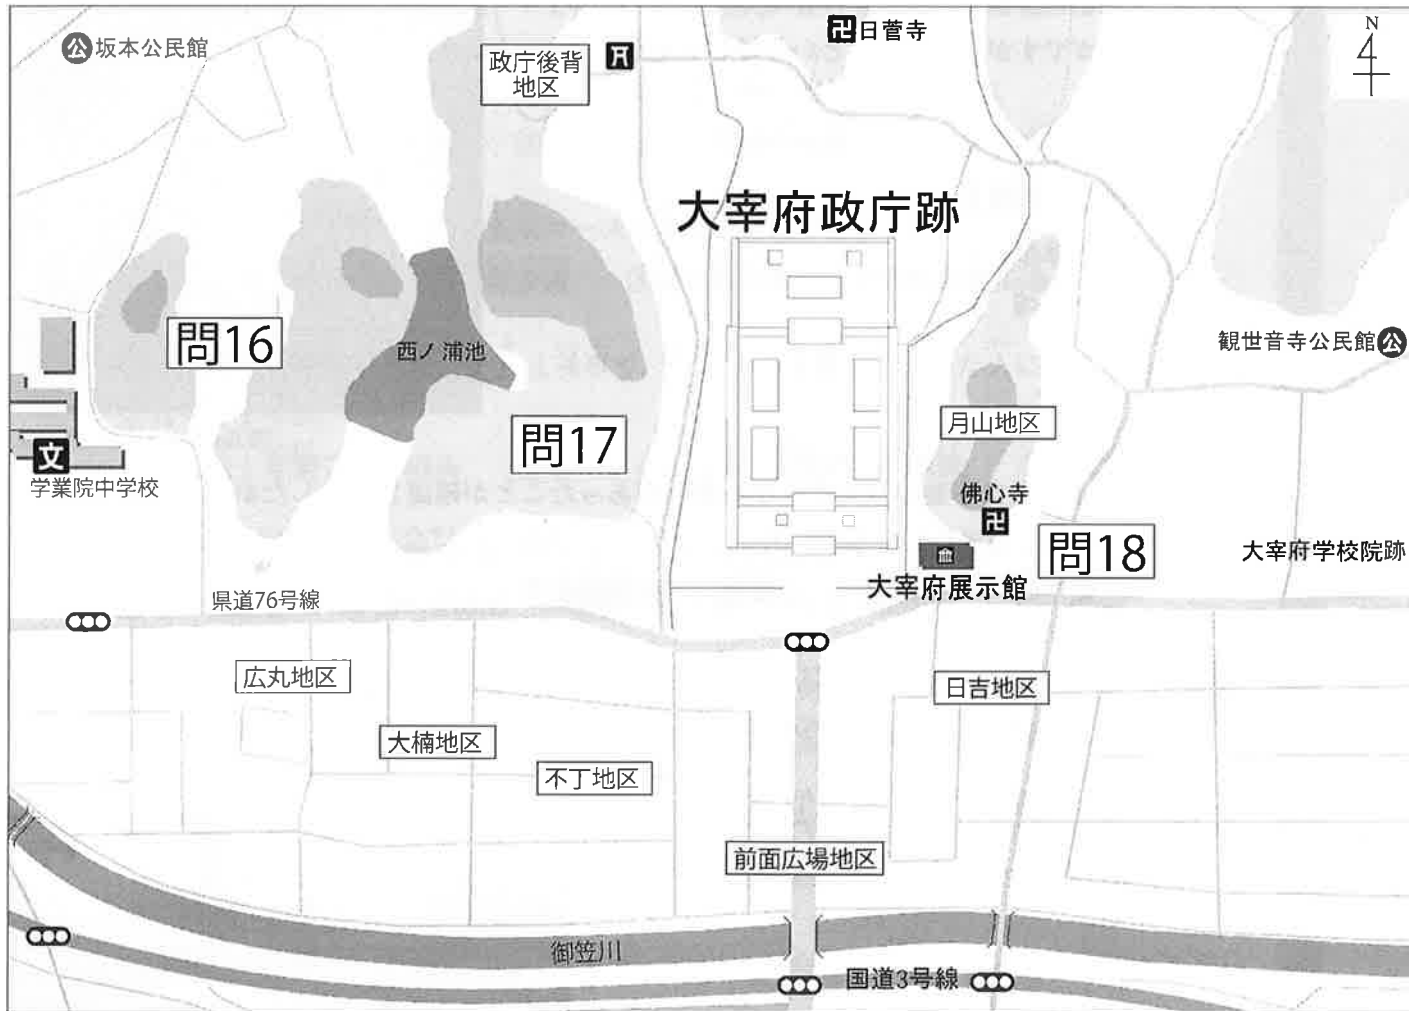 公坂本公民館
卍日菅寺
N
政庁後背
地区
大宰府政庁跡
問16
西ノ浦池
観世音寺公民館公
問17
月山地区
文
学業院中学校
佛心寺
卍
問18
大宰府学校院跡
大宰府展示館
県道76号線
広丸地区
日吉地区
大楠地区
不丁地区
前面広場地区
御笠川
国道3号線